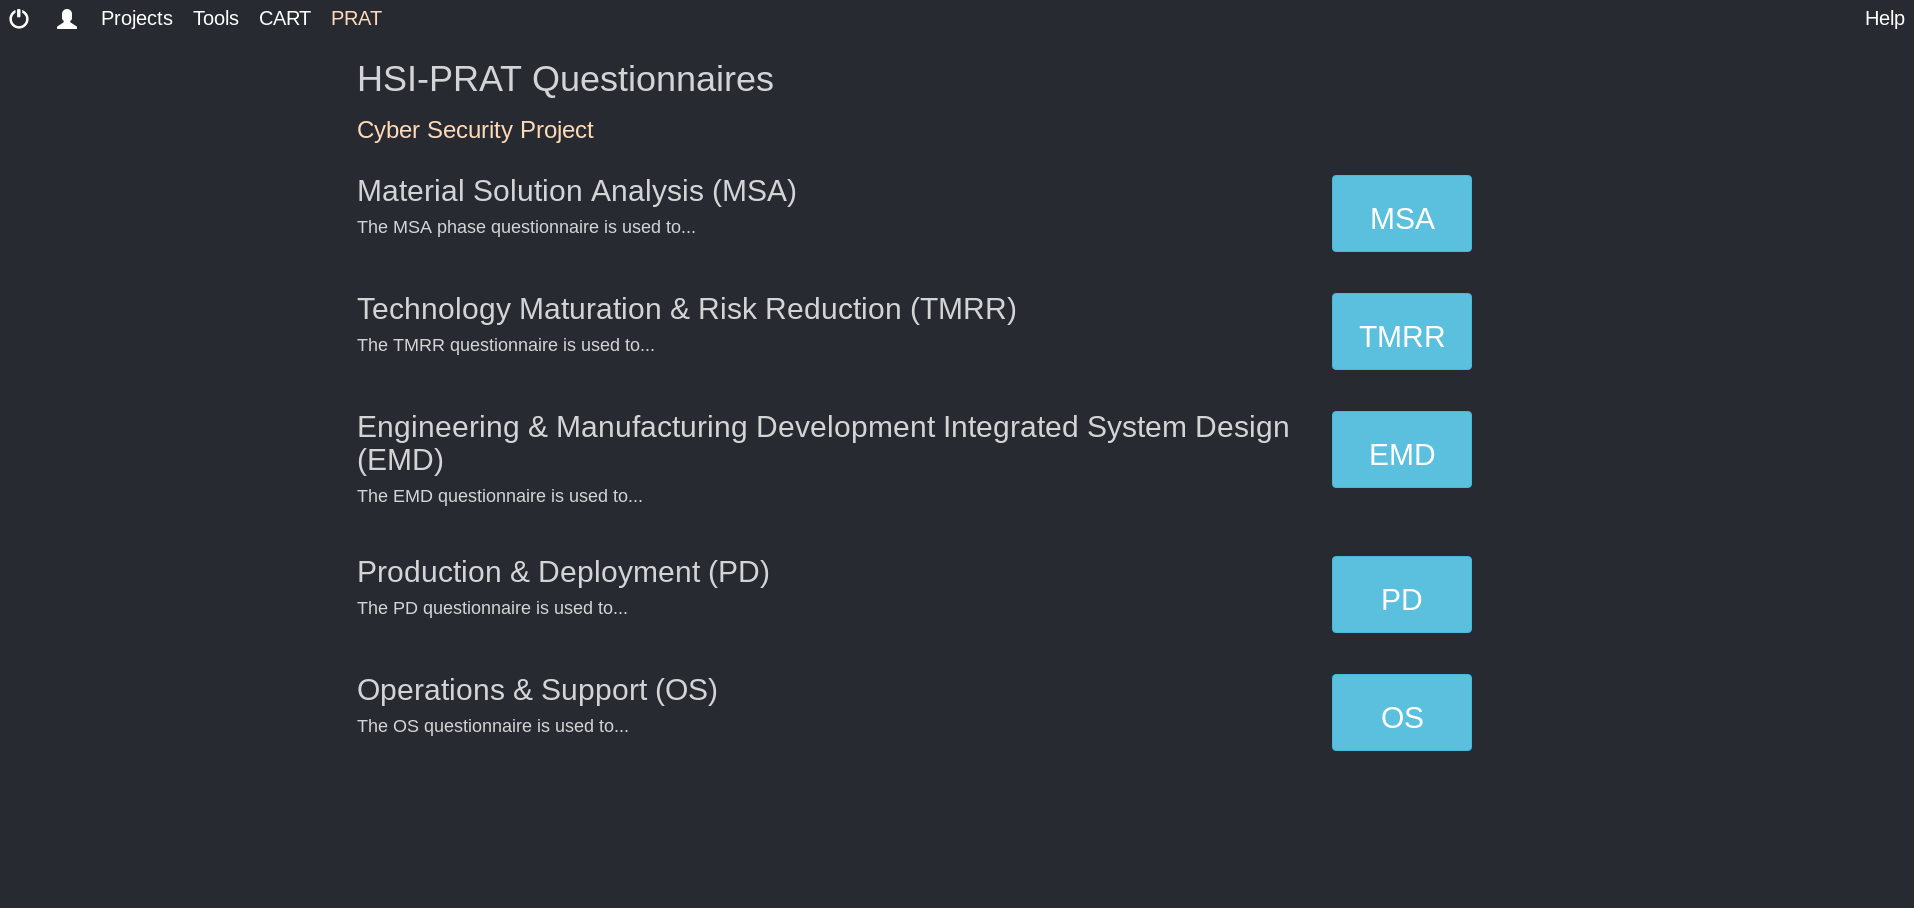 Projects Tools CART PRAT Help
HSI-PRAT Questionnaires
Cyber Security Project
Material Solution Analysis (MSA)
The MSA phase questionnaire is used to...
MSA
Technology Maturation & Risk Reduction (TMRR)
The TMRR questionnaire is used to...
TMRR
Engineering & Manufacturing Development Integrated System Design
(EMD)
The EMD questionnaire is used to...
EMD
Production & Deployment (PD)
The PD questionnaire is used to...
PD
Operations & Support (OS)
The OS questionnaire is used to...
OS